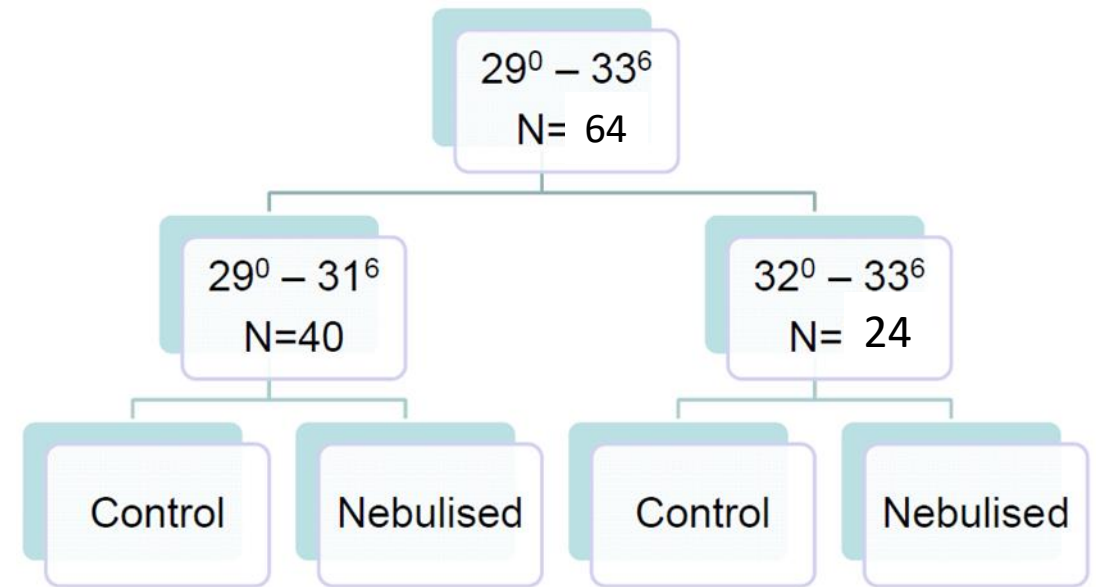 29⁰ – 33⁶
N= 64
29⁰ – 31⁶
N=40
32⁰ – 33⁶
N= 24
Control
Nebulised
Control
Nebulised